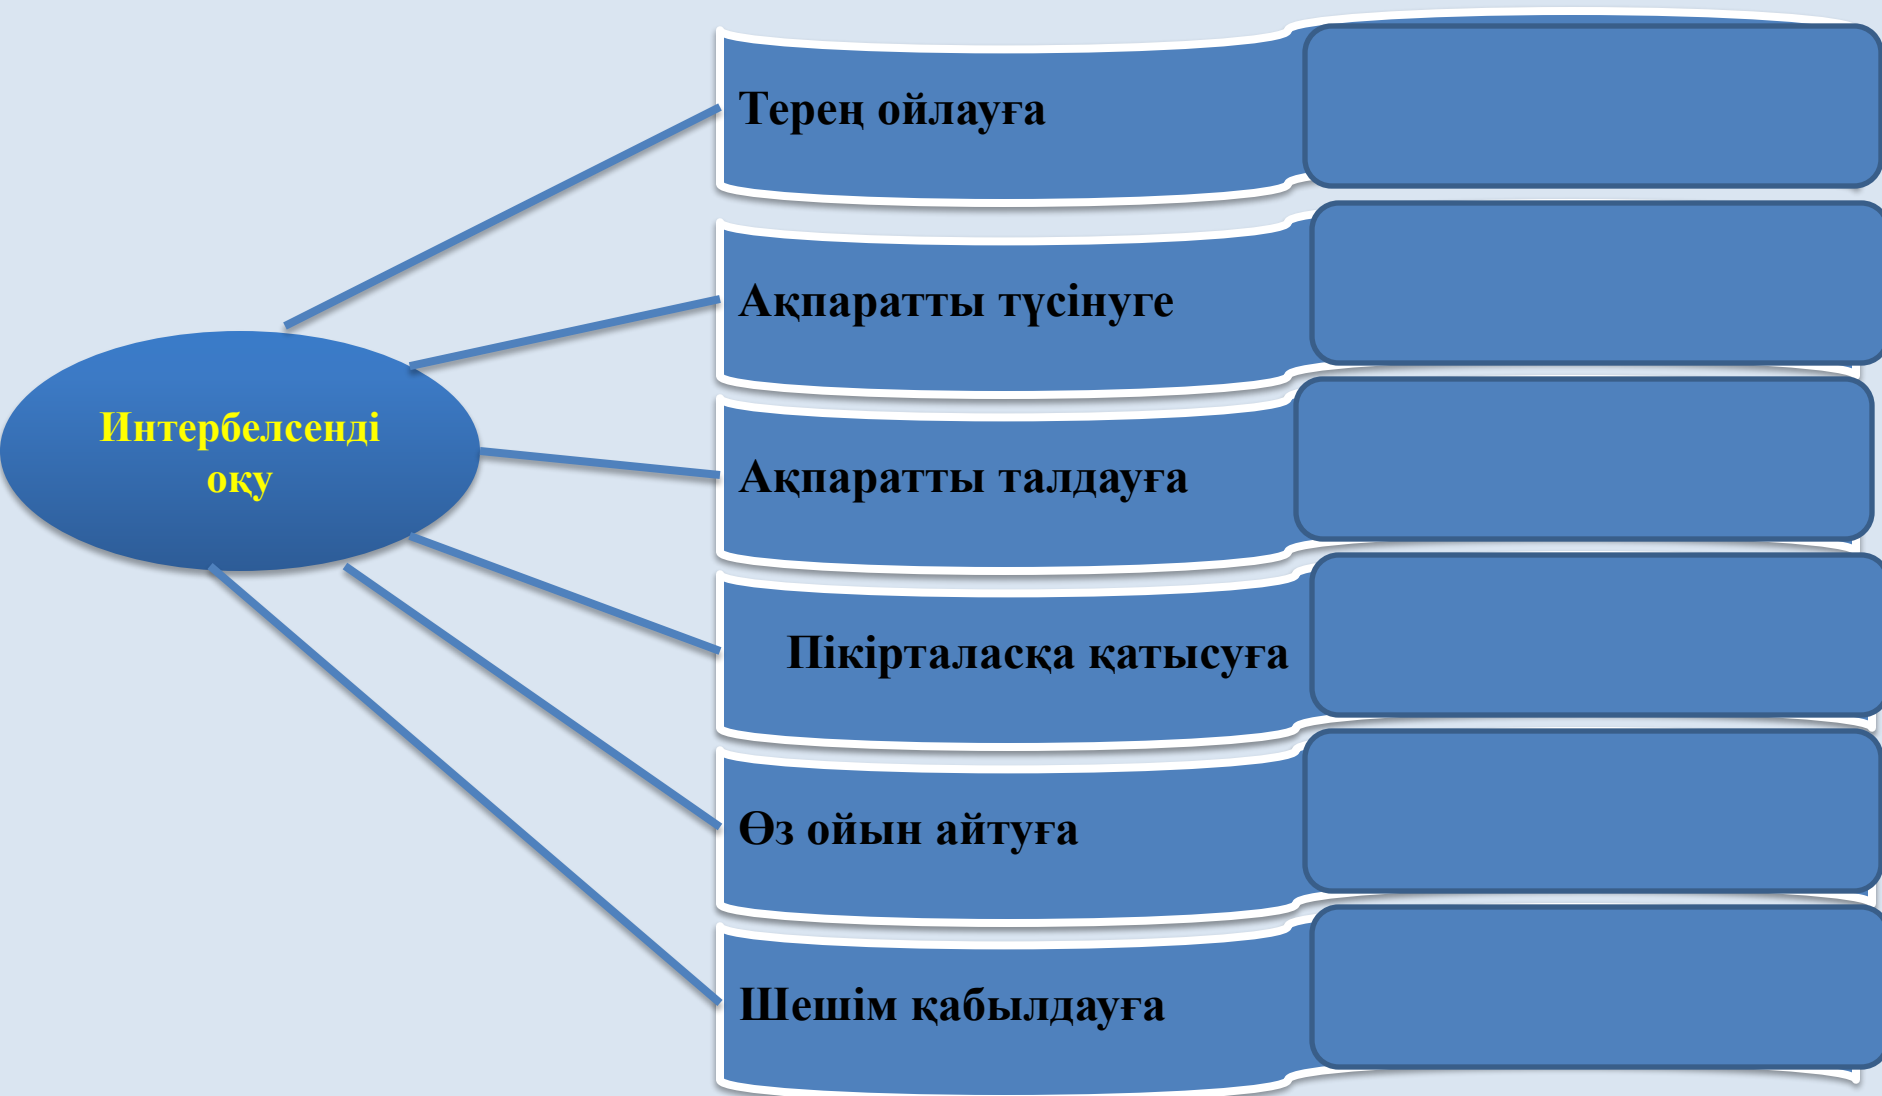 Терең ойлауға
Ақпаратты түсінуге
Интербелсенді
оқу
Ақпаратты талдауға
Пікірталасқа қатысуға
Өз ойын айтуға
Шешім қабылдауға